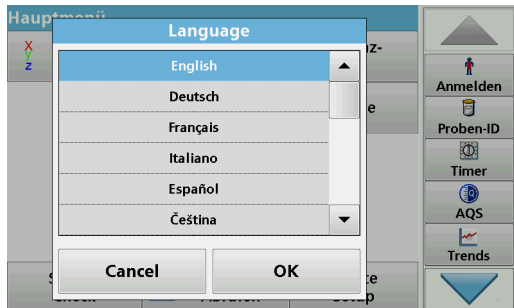 Hauptmenü
Language
X
y
z
English
Deutsch
Français
Italiano
Español
Čeština
Cancel
OK
Anmelden
Proben-ID
Timer
AQS
Trends